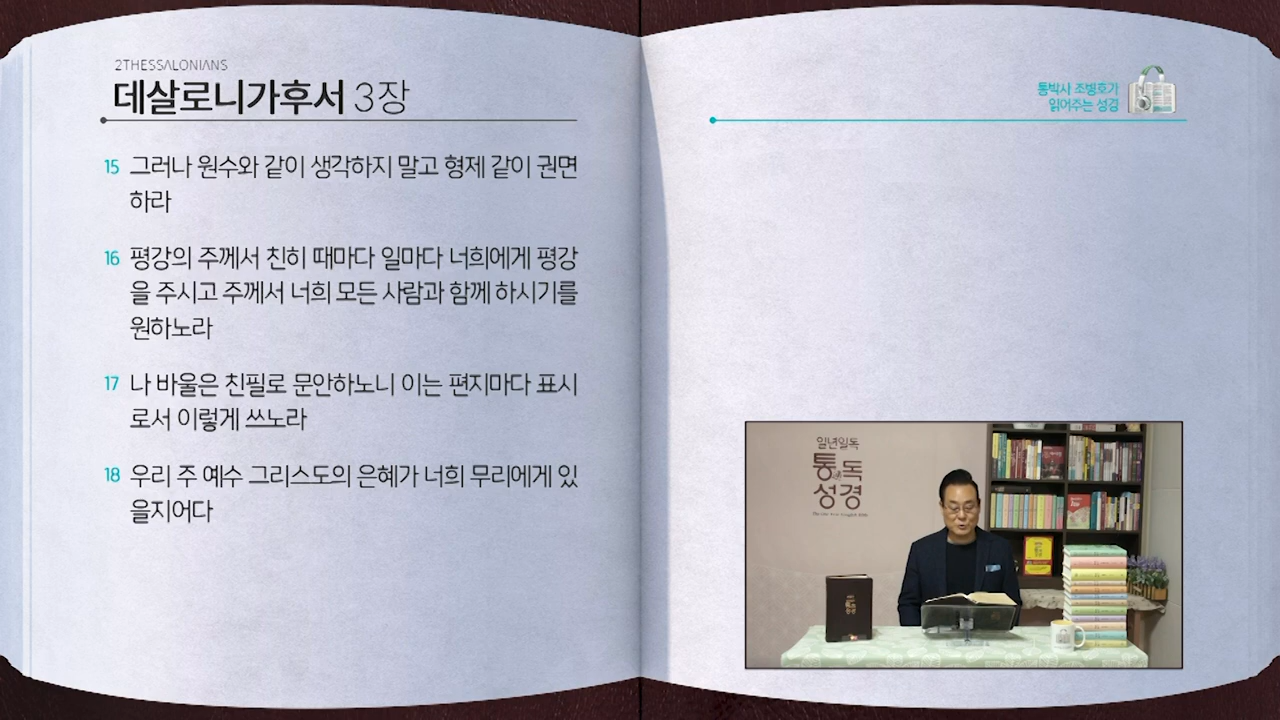 2THESSALONIANS
데살로니가후서 3장
15 그러나 원수와 같이 생각하지 말고 형제 같이 권면
하라
16 평강의 주께서 친히 때마다 일마다 너희에게 평강
을 주시고 주께서 너희 모든 사람과 함께 하시기를
원하노라
17 나 바울은 친필로 문안하노니 이는 편지마다 표시
로서 이렇게 쓰노라
18 우리 주 예수 그리스도의 은혜가 너희 무리에게 있
을지어다
통박사 조병호가
읽어주는 성경
일년일독
통독
성경